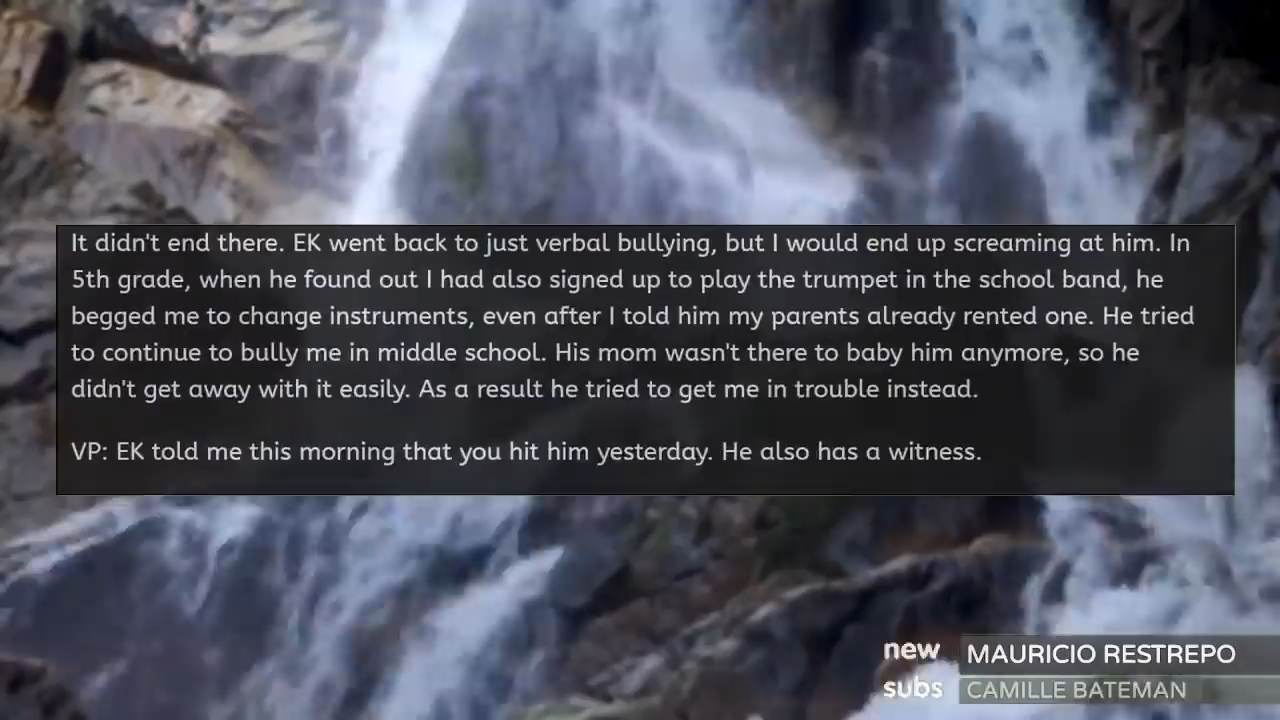 It didn't end there. EK went back to just verbal bullying, but I would end up screaming at him. In
5th grade, when he found out I had also signed up to play the trumpet in the school band, he
begged me to change instruments, even after I told him my parents already rented one. He tried
to continue to bully me in middle school. His mom wasn't there to baby him anymore, so he
didn't get away with it easily. As a result he tried to get me in trouble instead.
VP: EK told me this morning that you hit him yesterday. He also has a witness.
new MAURICIO RESTREPO
subs CAMILLE BATEMAN